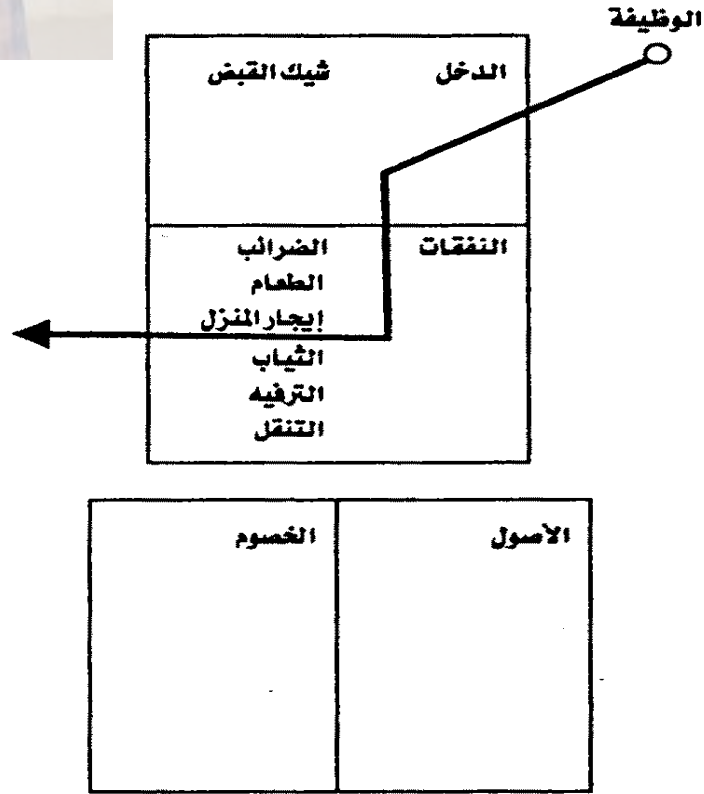 الوظيفة
الدخل شيك القبض
النفقات الضرائب
الطعام
إيجار المنزل
الثياب
الترفيه
التنقل
الأصول الخصوم